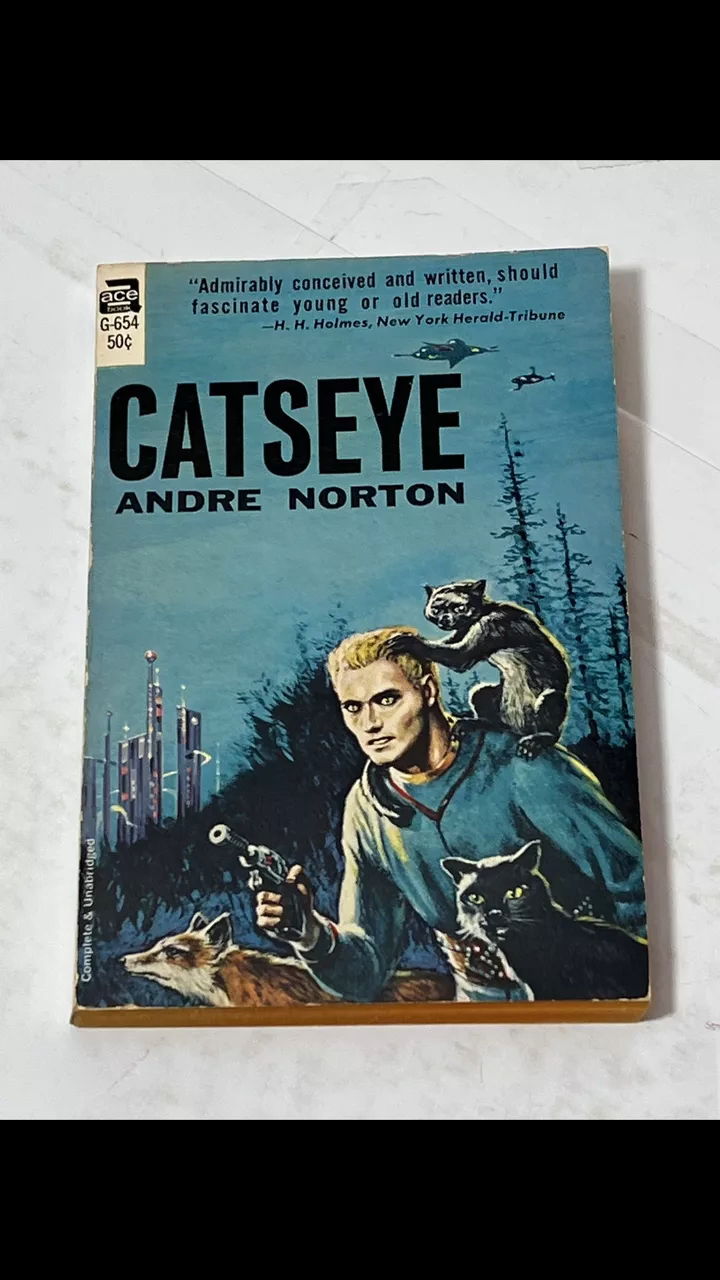 ace
book
G-654
50¢
“Admirably conceived and written, should
fascinate young or old readers.”
—H. H. Holmes, New York Herald-Tribune
CATSEYE
ANDRE NORTON
Complete & Unabridged